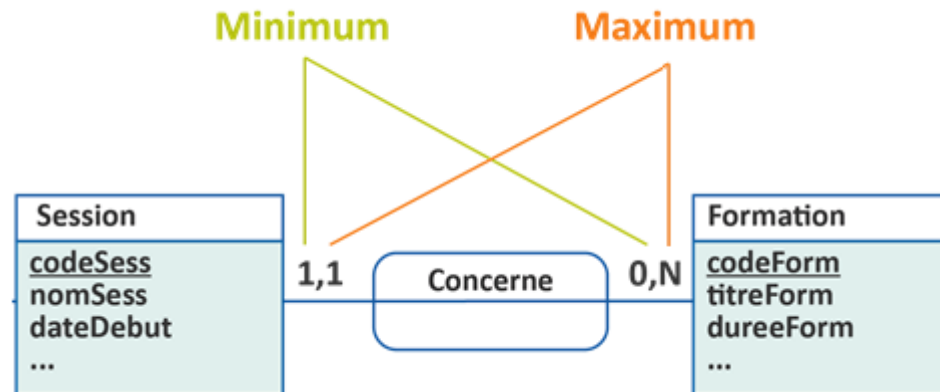 Minimum
Maximum
Session
codeSess
nomSess
dateDebut
...
1,1
Concerne
0,N
Formation
codeForm
titreForm
dureeForm
...